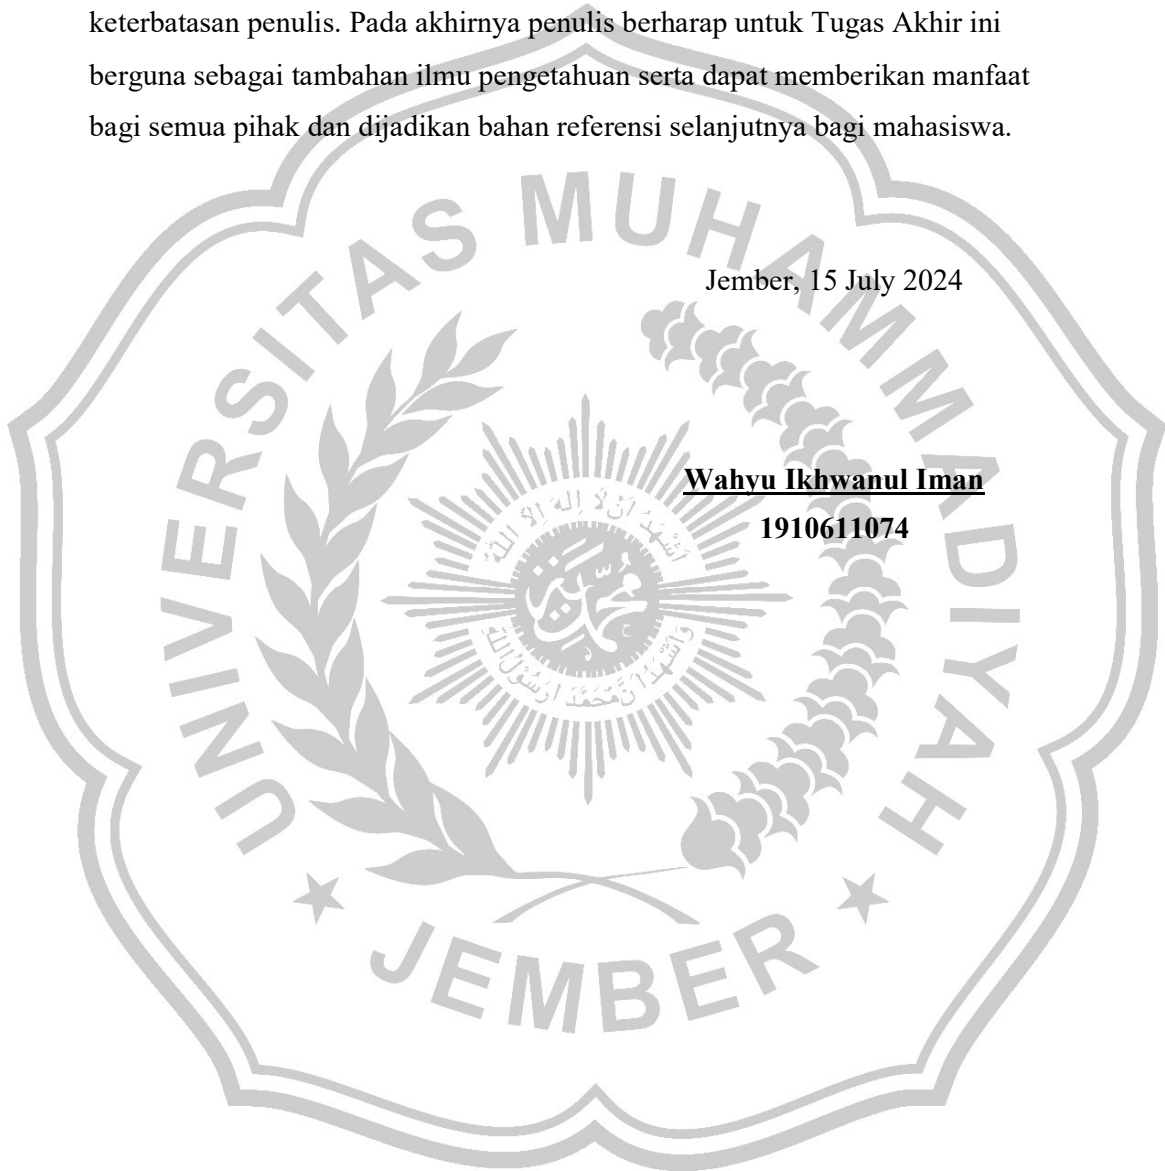 keterbatasan penulis. Pada akhirnya penulis berharap untuk Tugas Akhir ini
berguna sebagai tambahan ilmu pengetahuan serta dapat memberikan manfaat
bagi semua pihak dan dijadikan bahan referensi selanjutnya bagi mahasiswa.
UNIVERSITAS MUHAMMADIYAH
Jember, 15 July 2024
Wahyu Ikhwanul Iman
1910611074
JEMBER